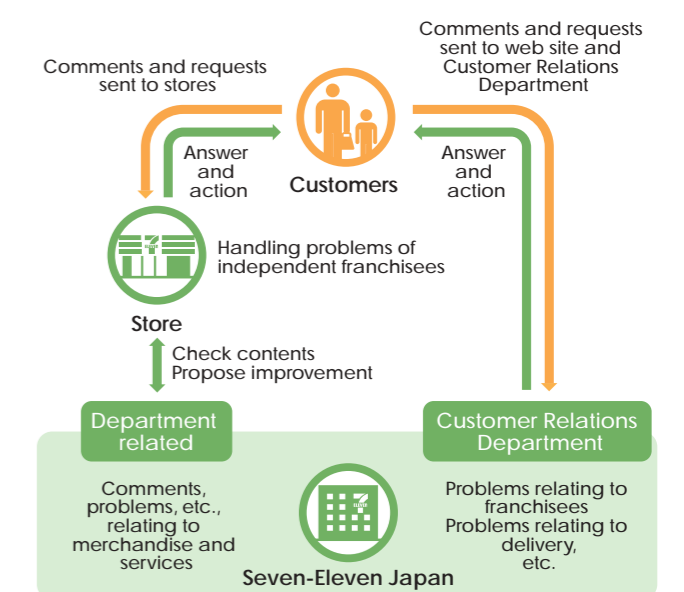 Comments and requests
sent to stores
Comments and requests
sent to web site and
Customer Relations
Department
Answer
and
action
Customers
Answer
and
action
Handling problems of
independent franchisees
Store
Check contents
Propose improvement
Department
related
Customer Relations
Department
Comments,
problems, etc.,
relating to
merchandise and
services
Problems relating to
franchisees
Problems relating to
delivery,
etc.
Seven-Eleven Japan